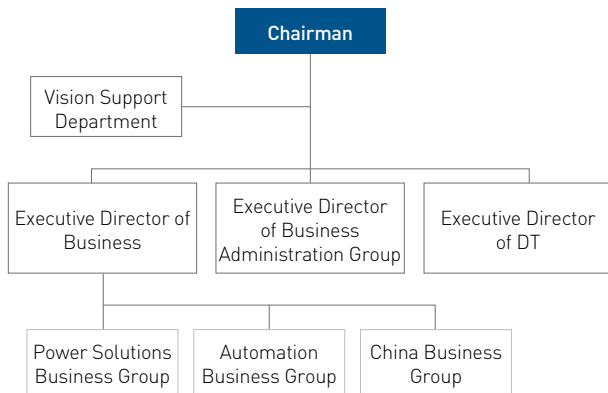 Chairman
Vision Support
Department
Executive Director of
Business
Executive Director
of Business
Administration Group
Executive Director
of DT
Power Solutions
Business Group
Automation
Business Group
China Business
Group